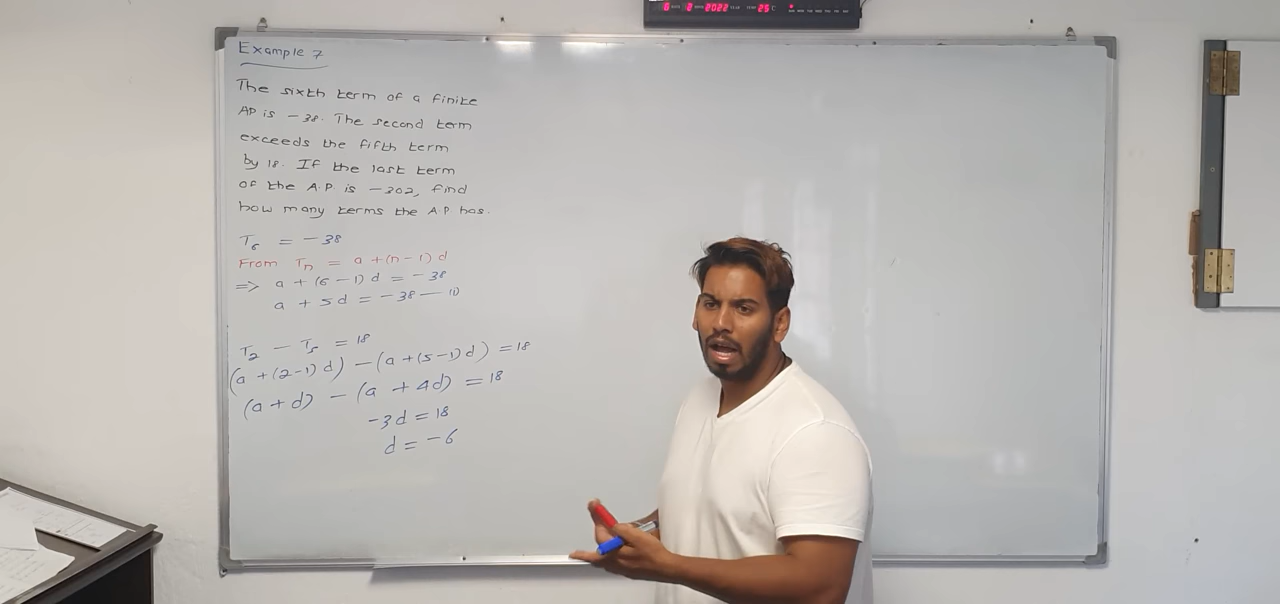 6 2 2022 25 °C
Example 7
The sixth term of a finite
AP is -38. The second term
exceeds the fifth term
by 18. If the last term
of the A.P. is -302, find
how many terms the A.P has.
T₆ = -38
From Tₙ = a + (n - 1) d
=> a + (6 - 1) d = -38
a + 5d = -38 — (1)
T₂ - T₅ = 18
(a + (2-1) d) - (a + (5-1) d) = 18
(a + d) - (a + 4d) = 18
-3d = 18
d = -6